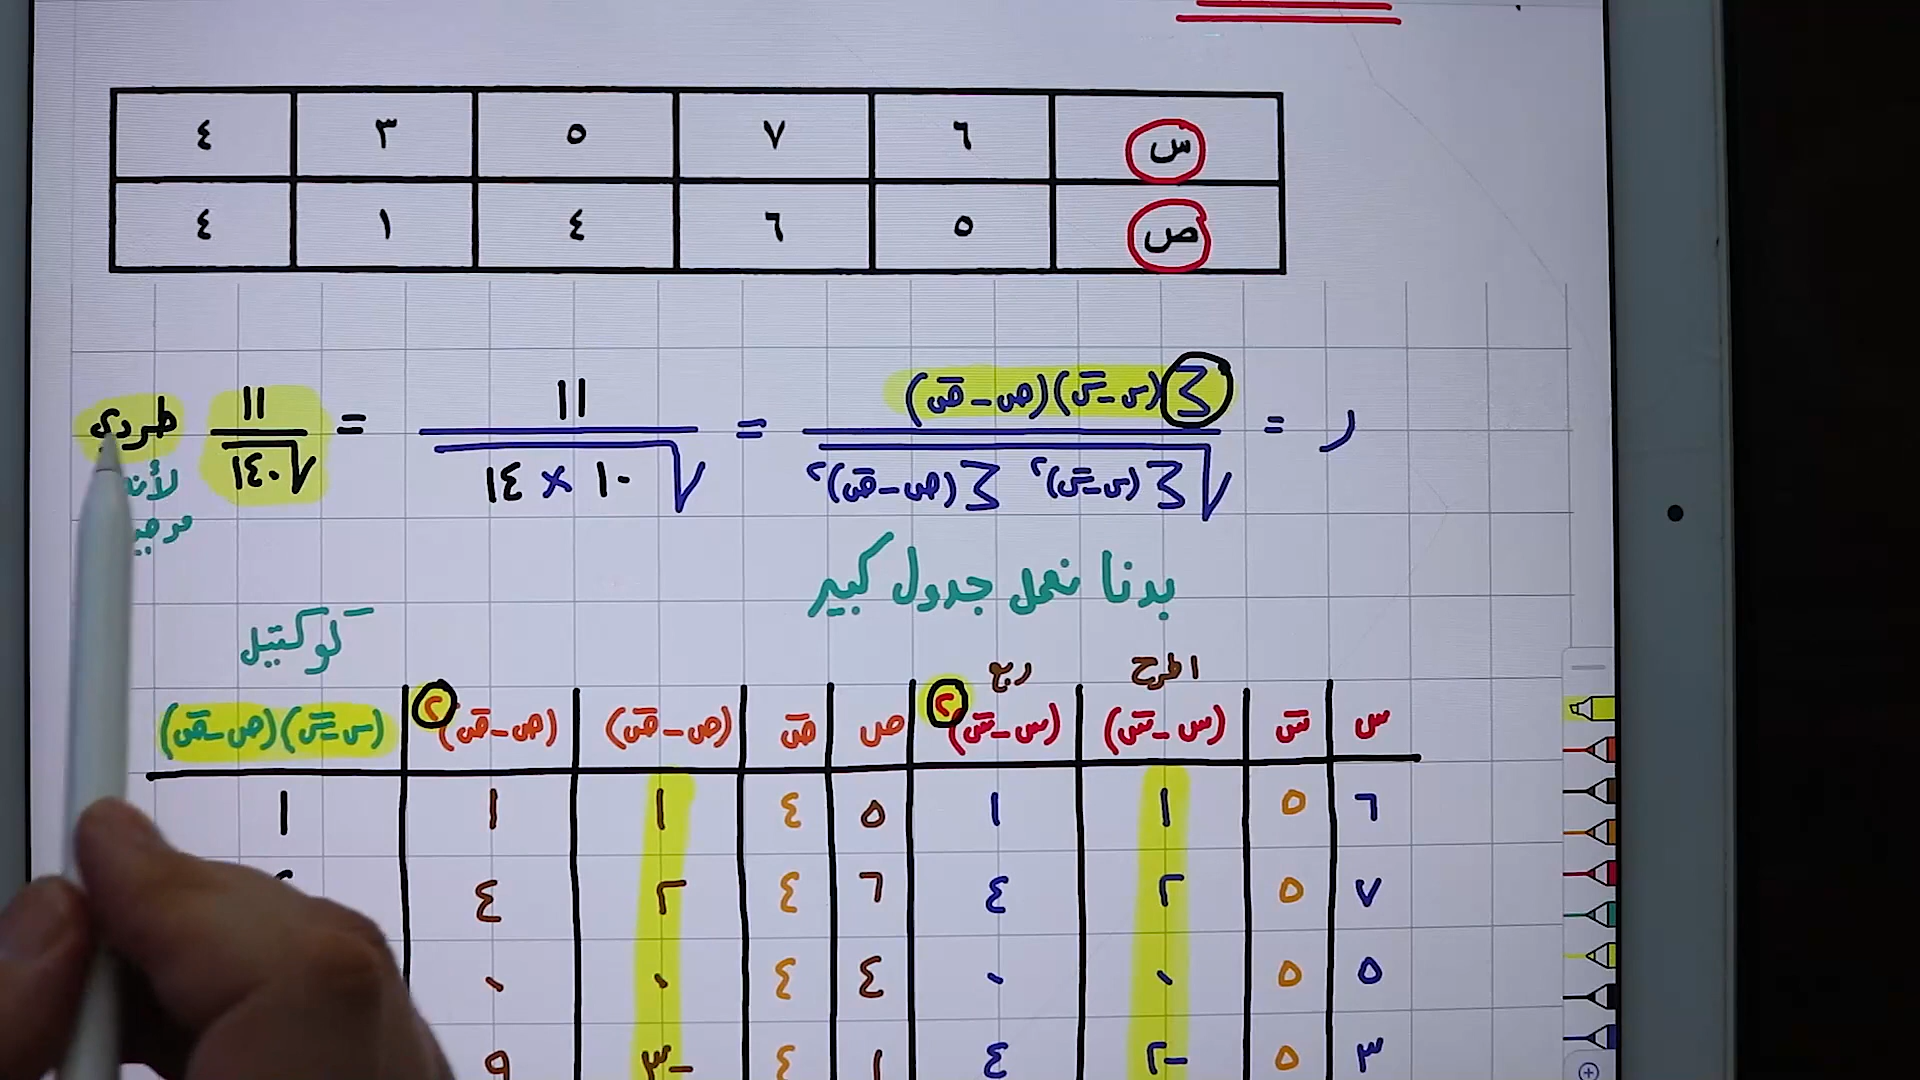 س ٦ ٧ ٥ ٣ ٤
ص ٥ ٦ ٤ ١ ٤
ر = ∑(س-س̄)(ص-ص̄) / √∑(س-س̄)² ∑(ص-ص̄)² = ١١ / √١٠ × ١٤ = ١١ / √١٤٠ طردي
لأنه
بدنا نعمل جدول كبير
كوكتيل
اطرح ربع
س س̄ (س-س̄) (س-س̄)² ص ص̄ (ص-ص̄) (ص-ص̄)² (س-س̄)(ص-ص̄)
٦ ٥ ١ ١ ٥ ٤ ١ ١ ١
٧ ٥ ٢ ٤ ٦ ٤ ٢ ٤
٥ ٥ ٠ ٠ ٤ ٤ ٠ ٠
٣ ٥ -٢ ٤ ١ ٤ -٣ ٩